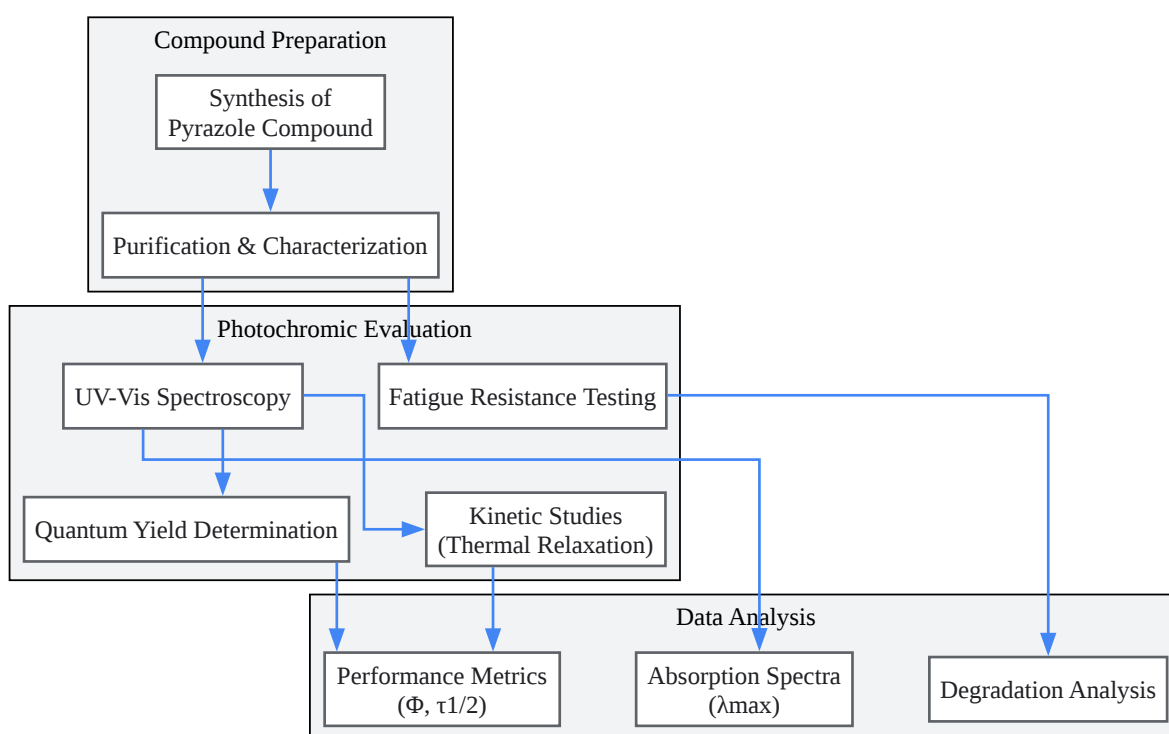 Compound Preparation
Synthesis of
Pyrazole Compound
Purification & Characterization
Photochromic Evaluation
UV-Vis Spectroscopy
Fatigue Resistance Testing
Quantum Yield Determination
Kinetic Studies
(Thermal Relaxation)
Data Analysis
Performance Metrics
(Φ, τ1/2)
Absorption Spectra
(λmax)
Degradation Analysis